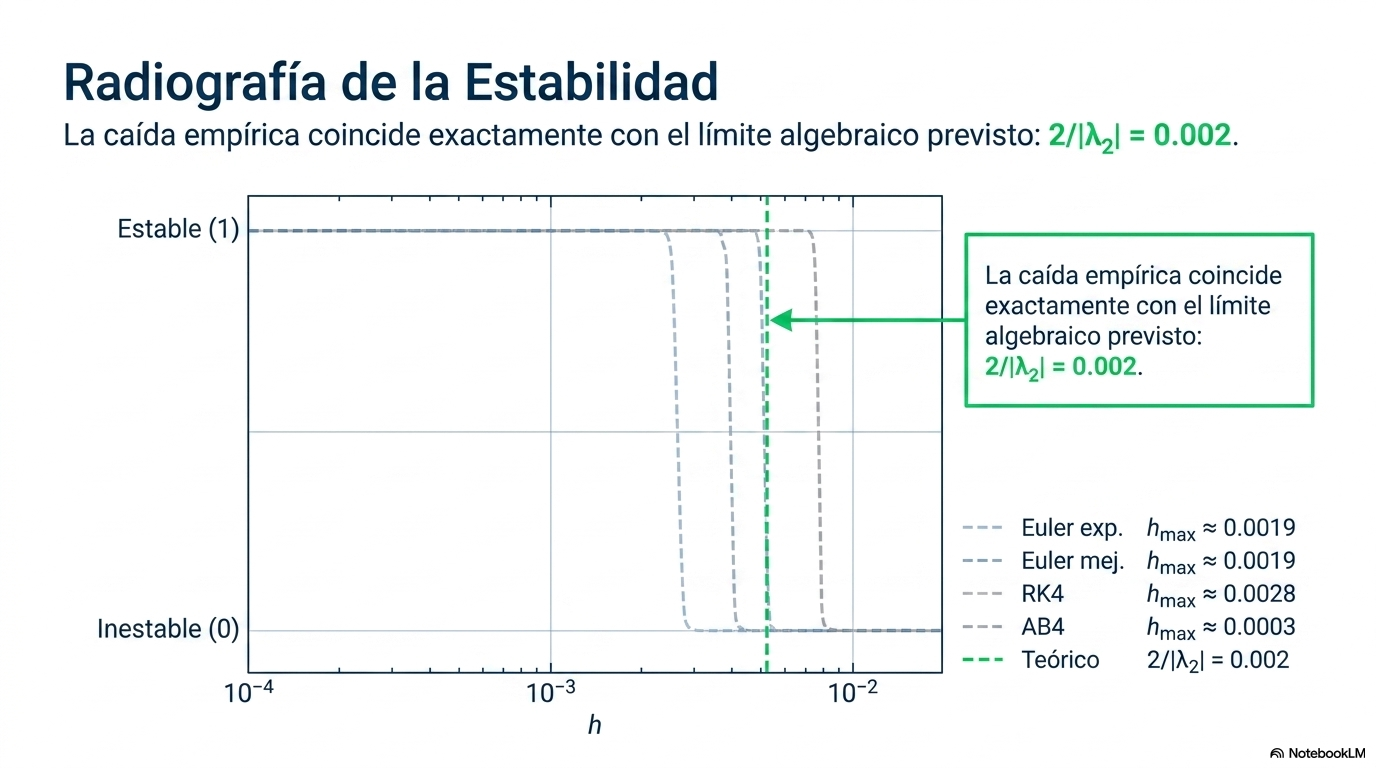 Radiografía de la Estabilidad
La caída empírica coincide exactamente con el límite algebraico previsto: 2/|λ₂| = 0.002.
Estable (1)
Inestable (0)
10⁻⁴
10⁻³
10⁻²
h
La caída empírica coincide
exactamente con el límite
algebraico previsto:
2/|λ₂| = 0.002.
Euler exp. hmax ≈ 0.0019
Euler mej. hmax ≈ 0.0019
RK4 hmax ≈ 0.0028
AB4 hmax ≈ 0.0003
Teórico 2/|λ₂| = 0.002
NotebookLM